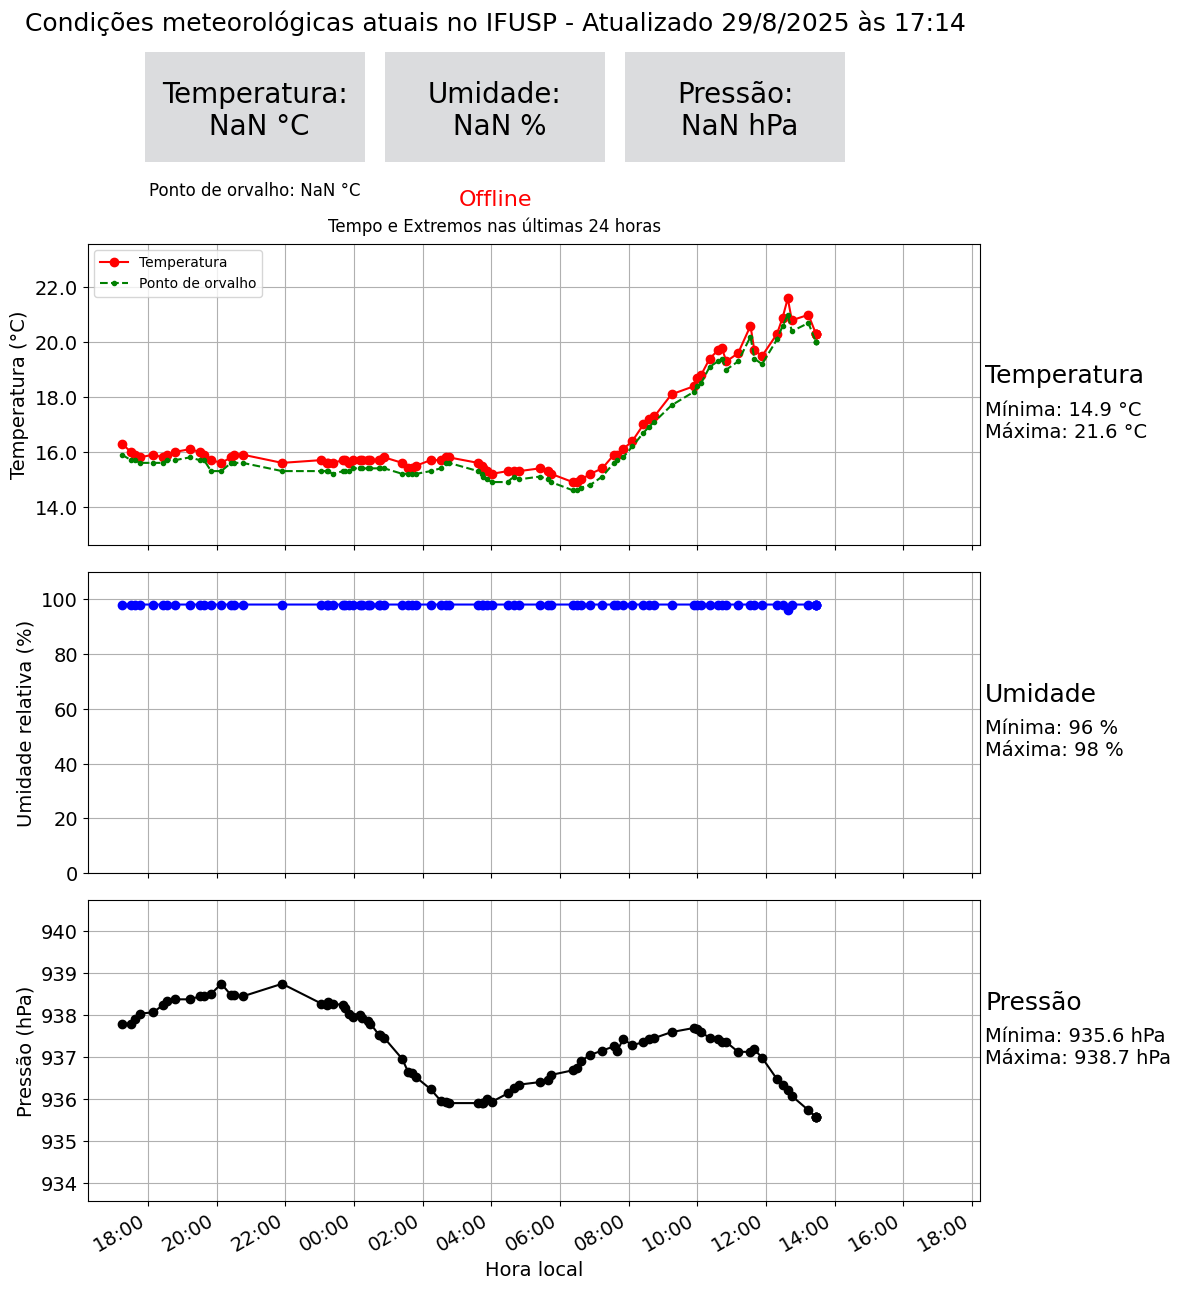 Condições meteorológicas atuais no IFUSP - Atualizado 29/8/2025 às 17:14
Temperatura:
NaN °C
Umidade:
NaN %
Pressão:
NaN hPa
Ponto de orvalho: NaN °C
Offline
Tempo e Extremos nas últimas 24 horas
Temperatura
Ponto de orvalho
Temperatura (°C)
22.0
20.0
18.0
16.0
14.0
Temperatura
Mínima: 14.9 °C
Máxima: 21.6 °C
Umidade relativa (%)
100
80
60
40
20
0
Umidade
Mínima: 96 %
Máxima: 98 %
Pressão (hPa)
940
939
938
937
936
935
934
Pressão
Mínima: 935.6 hPa
Máxima: 938.7 hPa
18:00
20:00
22:00
00:00
02:00
04:00
06:00
08:00
10:00
12:00
14:00
16:00
18:00
Hora local